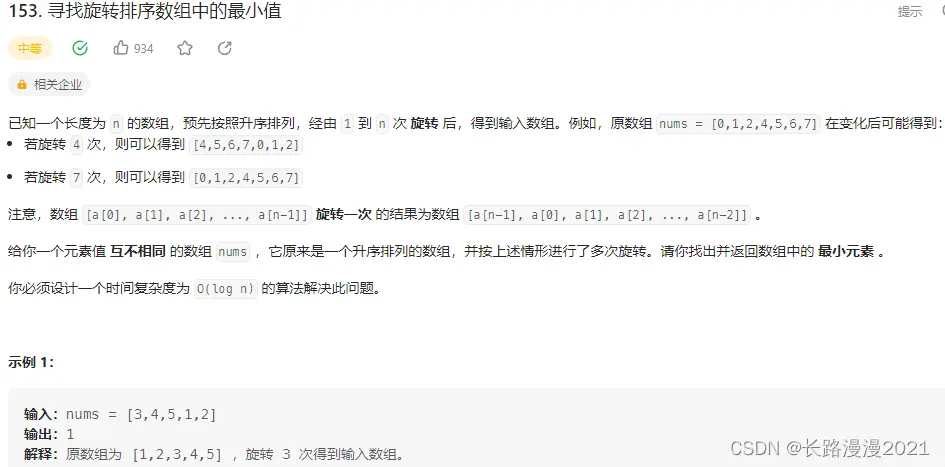 153. 寻找旋转排序数组中的最小值
提示
中等 934
相关企业
已知一个长度为 n 的数组，预先按照升序排列，经由 1 到 n 次 旋转 后，得到输入数组。例如，原数组 nums = [0,1,2,4,5,6,7] 在变化后可能得到：
• 若旋转 4 次，则可以得到 [4,5,6,7,0,1,2]
• 若旋转 7 次，则可以得到 [0,1,2,4,5,6,7]
注意，数组 [a[0], a[1], a[2], ..., a[n-1]] 旋转一次 的结果为数组 [a[n-1], a[0], a[1], a[2], ..., a[n-2]] 。
给你一个元素值 互不相同 的数组 nums ，它原来是一个升序排列的数组，并按上述情形进行了多次旋转。请你找出并返回数组中的 最小元素 。
你必须设计一个时间复杂度为 O(log n) 的算法解决此问题。
示例 1：
输入：nums = [3,4,5,1,2]
输出：1
解释：原数组为 [1,2,3,4,5] ，旋转 3 次得到输入数组。
CSDN @长路漫漫2021